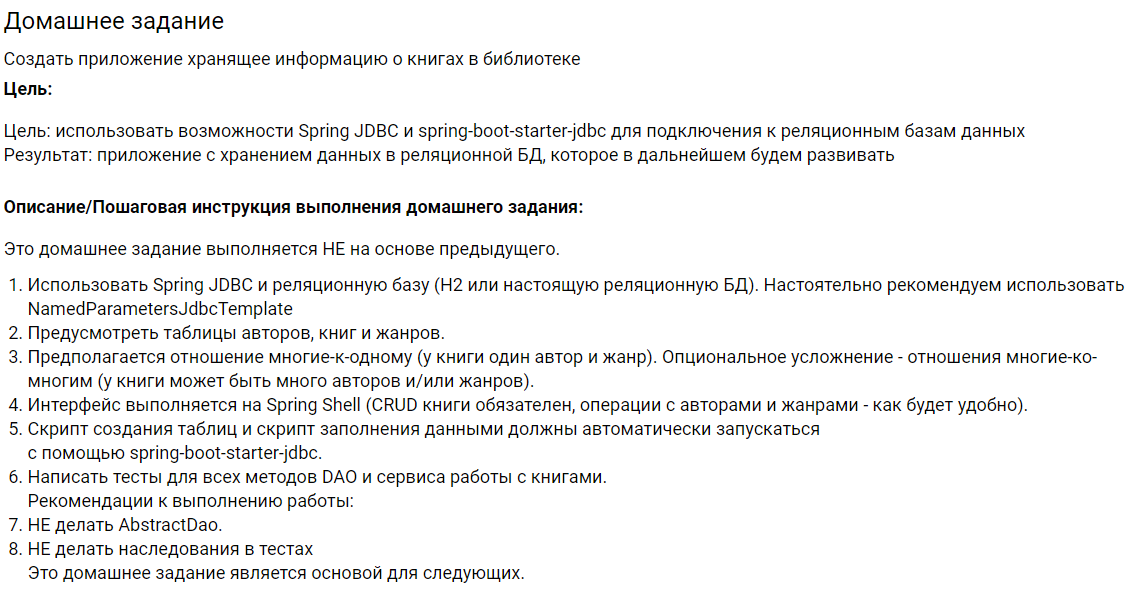 Домашнее задание
Создать приложение хранящее информацию о книгах в библиотеке
Цель:
Цель: использовать возможности Spring JDBC и spring-boot-starter-jdbc для подключения к реляционным базам данных
Результат: приложение с хранением данных в реляционной БД, которое в дальнейшем будем развивать
Описание/Пошаговая инструкция выполнения домашнего задания:
Это домашнее задание выполняется НЕ на основе предыдущего.
1. Использовать Spring JDBC и реляционную базу (H2 или настоящую реляционную БД). Настоятельно рекомендуем использовать
NamedParametersJdbcTemplate
2. Предусмотреть таблицы авторов, книг и жанров.
3. Предполагается отношение многие-к-одному (у книги один автор и жанр). Опциональное усложнение - отношения многие-ко-
многим (у книги может быть много авторов и/или жанров).
4. Интерфейс выполняется на Spring Shell (CRUD книги обязателен, операции с авторами и жанрами - как будет удобно).
5. Скрипт создания таблиц и скрипт заполнения данными должны автоматически запускаться
с помощью spring-boot-starter-jdbc.
6. Написать тесты для всех методов DAO и сервиса работы с книгами.
Рекомендации к выполнению работы:
7. НЕ делать AbstractDao.
8. НЕ делать наследования в тестах
Это домашнее задание является основой для следующих.